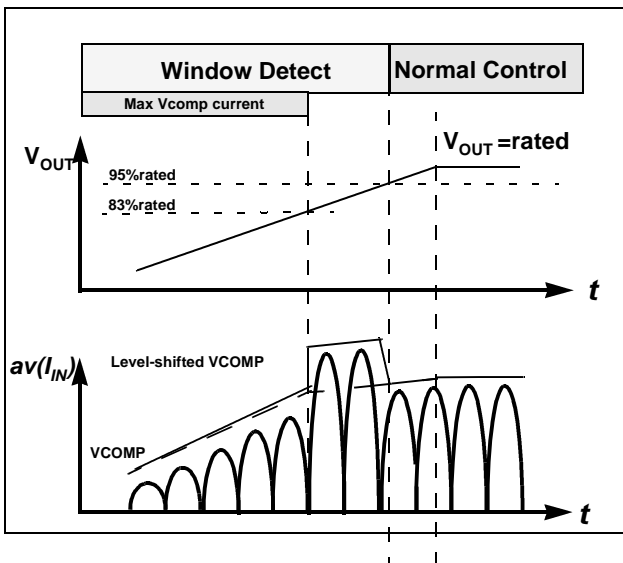 Window Detect
Normal Control
Max Vcomp current
VOUT
VOUT =rated
95%rated
83%rated
t
av(IIN)
Level-shifted VCOMP
VCOMP
t